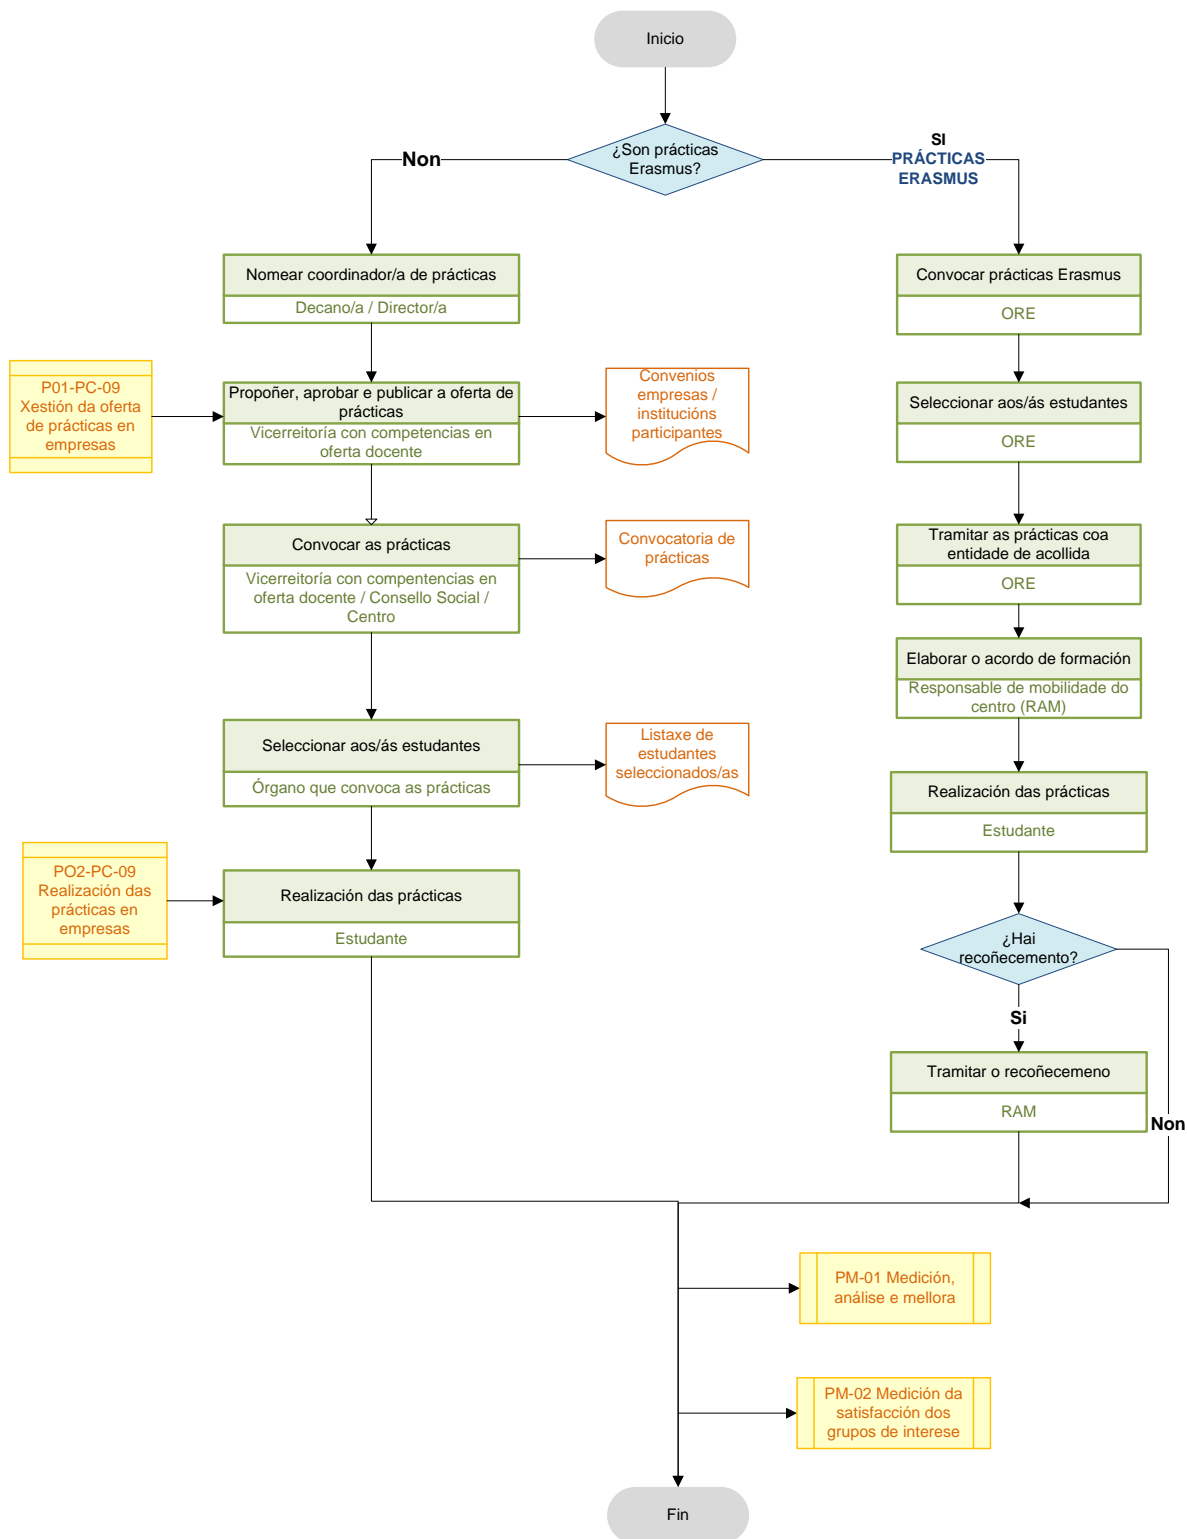 Inicio
¿Son prácticas
Erasmus?
Non
SI
PRÁCTICAS
ERASMUS
Nomear coordinador/a de prácticas
Decano/a / Director/a
Convocar prácticas Erasmus
ORE
P01-PC-09
Xestión da oferta
de prácticas en
empresas
Propoñer, aprobar e publicar a oferta de
prácticas
Vicerreitoría con competencias en
oferta docente
Convenios
empresas /
institucións
participantes
Seleccionar aos/ás estudantes
ORE
Convocar as prácticas
Vicerreitoría con compentencias en
oferta docente / Consello Social /
Centro
Convocatoria de
prácticas
Tramitar as prácticas coa
entidade de acollida
ORE
Elaborar o acordo de formación
Responsable de mobilidade do
centro (RAM)
Seleccionar aos/ás estudantes
Órgano que convoca as prácticas
Listaxe de
estudantes
seleccionados/as
Realización das prácticas
Estudante
PO2-PC-09
Realización das
prácticas en
empresas
Realización das prácticas
Estudante
¿Hai
recoñecemento?
Si
Tramitar o recoñecemeno
RAM
Non
PM-01 Medición,
análise e mellora
PM-02 Medición da
satisfacción dos
grupos de interese
Fin